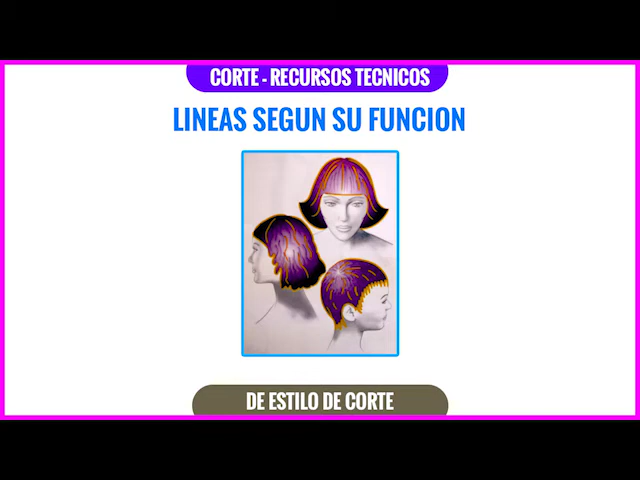 CORTE - RECURSOS TECNICOS
LINEAS SEGUN SU FUNCION
DE ESTILO DE CORTE